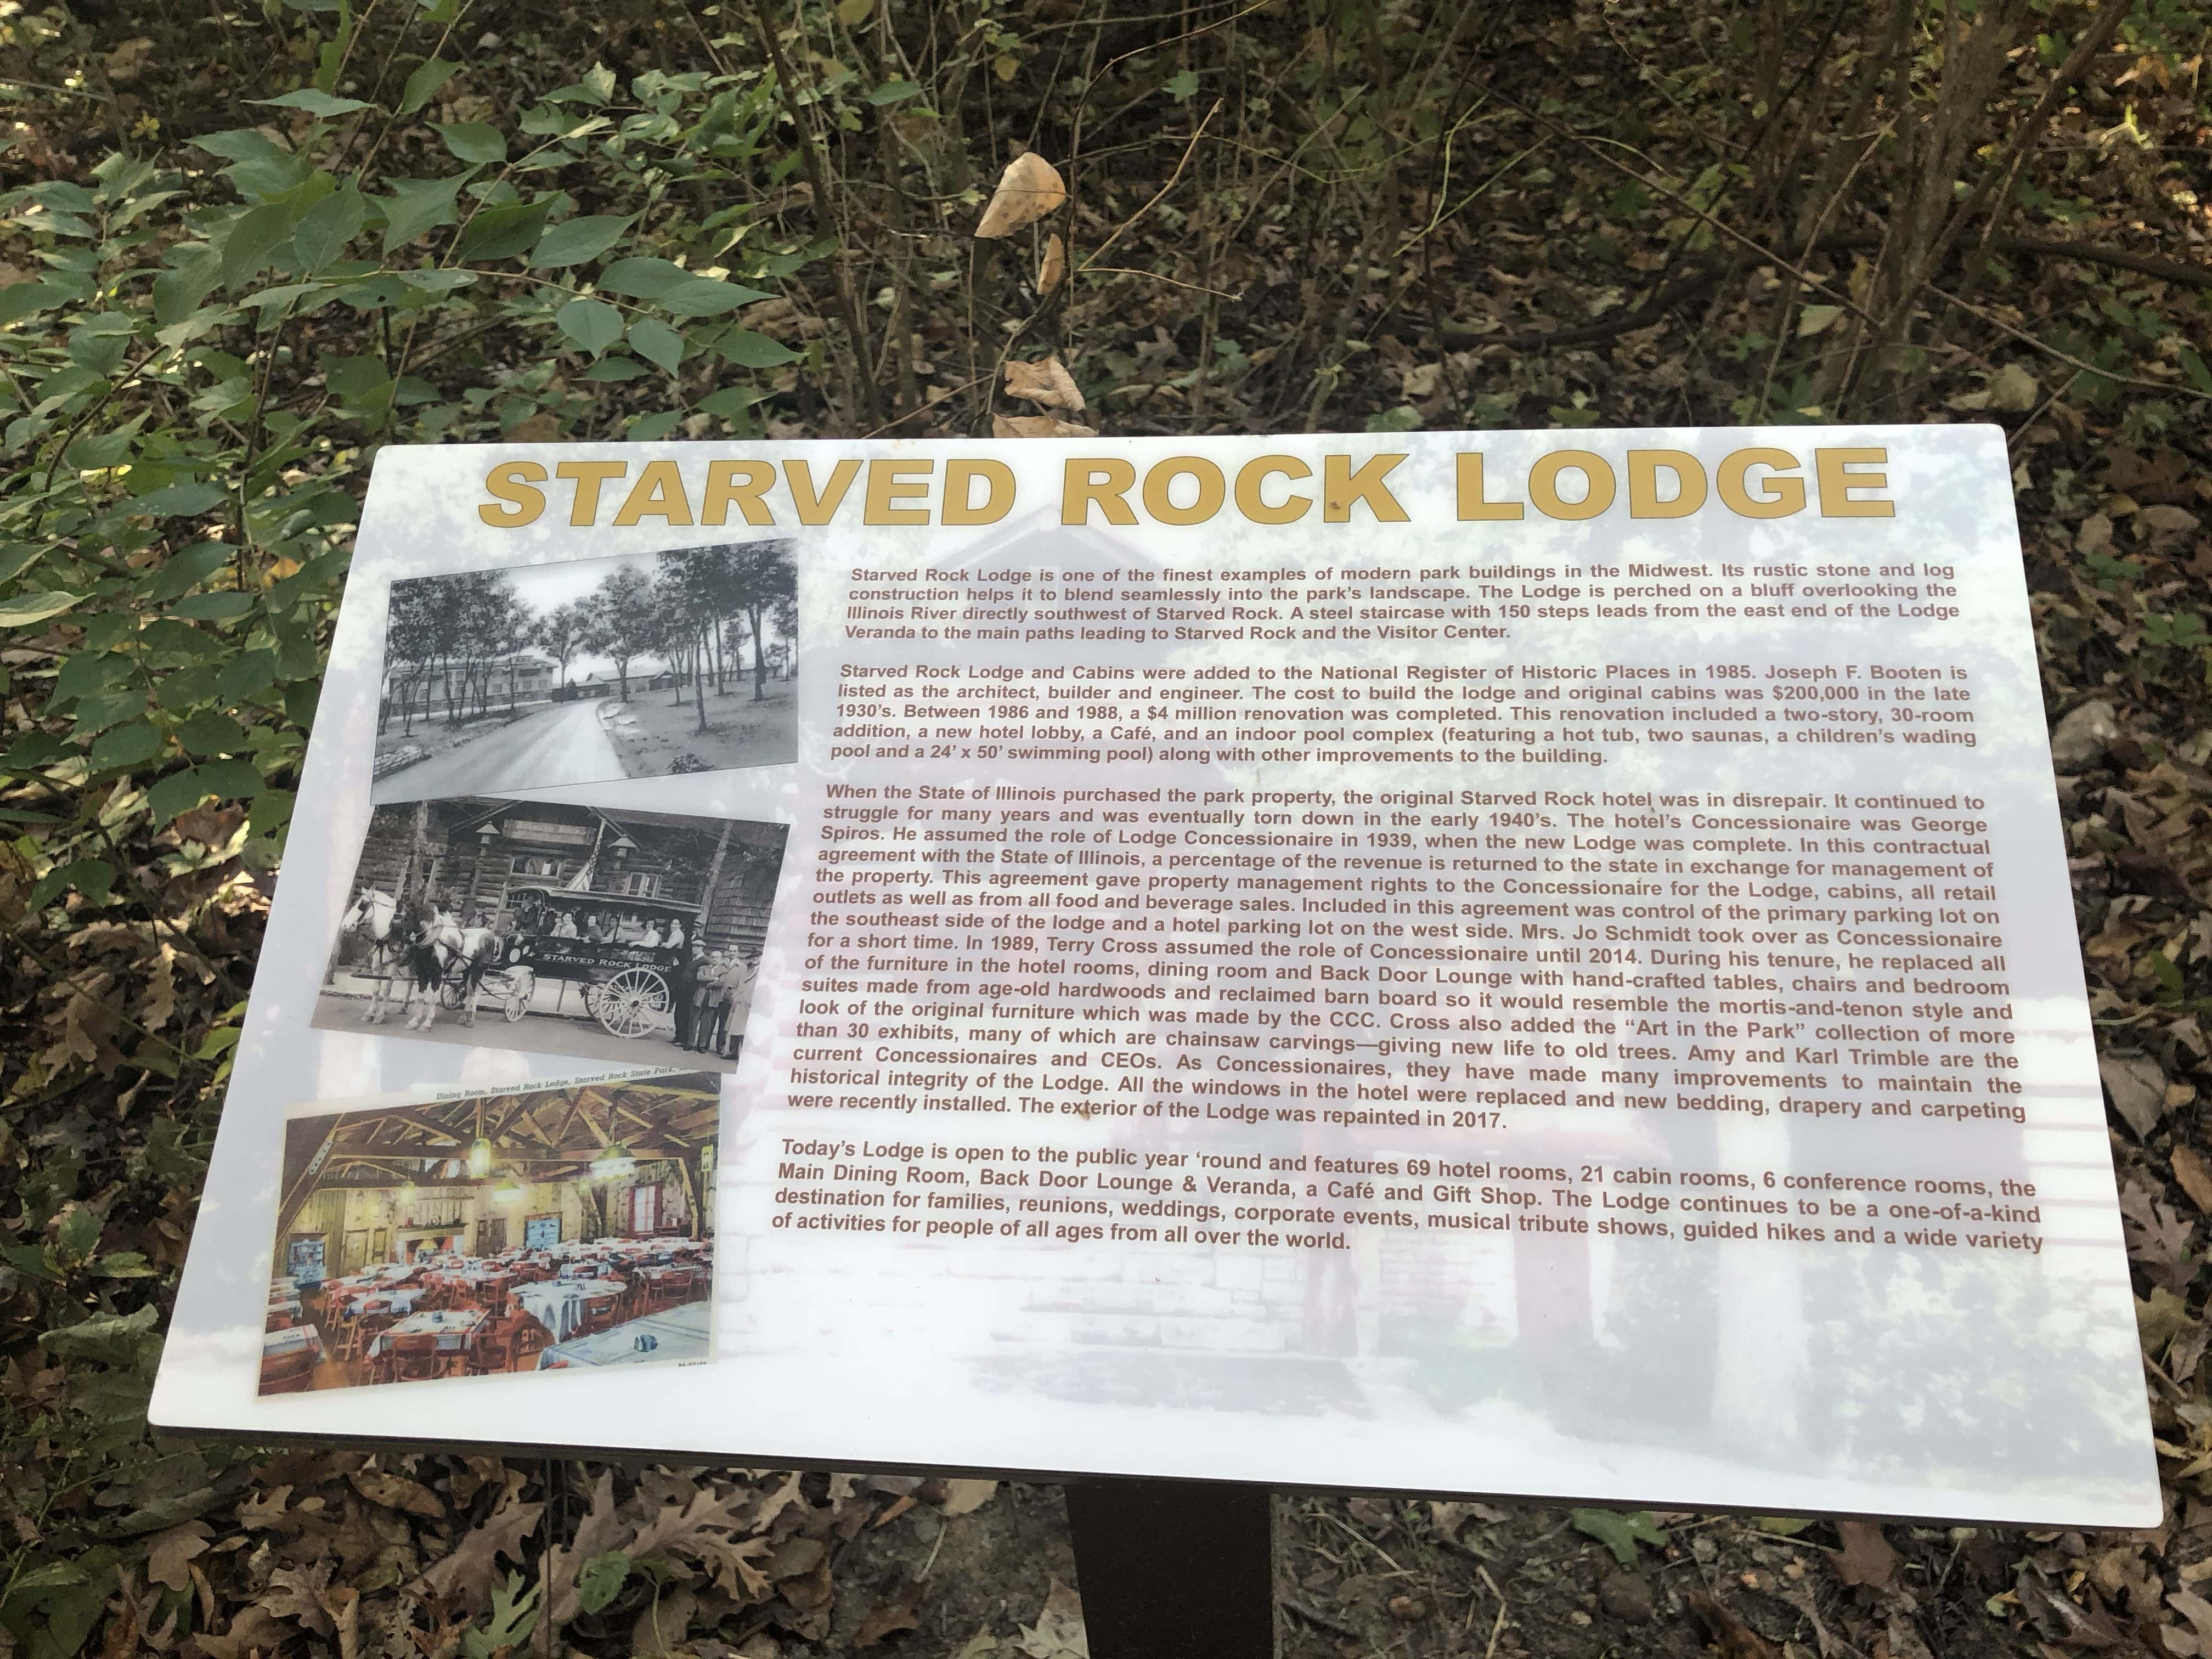 STARVED ROCK LODGE
Starved Rock Lodge is one of the finest examples of modern park buildings in the Midwest. Its rustic stone and log
construction helps it to blend seamlessly into the park's landscape. The Lodge is perched on a bluff overlooking the
Illinois River directly southwest of Starved Rock. A steel staircase with 150 steps leads from the east end of the Lodge
Veranda to the main paths leading to Starved Rock and the Visitor Center.
Starved Rock Lodge and Cabins were added to the National Register of Historic Places in 1985. Joseph F. Booten is
listed as the architect, builder and engineer. The cost to build the lodge and original cabins was $200,000 in the late
1930's. Between 1986 and 1988, a $4 million renovation was completed. This renovation included a two-story, 30-room
addition, a new hotel lobby, a Café, and an indoor pool complex (featuring a hot tub, two saunas, a children's wading
pool and a 24' x 50' swimming pool) along with other improvements to the building.
When the State of Illinois purchased the park property, the original Starved Rock hotel was in disrepair. It continued to
struggle for many years and was eventually torn down in the early 1940's. The hotel's Concessionaire was George
Spiros. He assumed the role of Lodge Concessionaire in 1939, when the new Lodge was complete. In this contractual
agreement with the State of Illinois, a percentage of the revenue is returned to the state in exchange for management of
the property. This agreement gave property management rights to the Concessionaire for the Lodge, cabins, all retail
outlets as well as from all food and beverage sales. Included in this agreement was control of the primary parking lot on
the southeast side of the lodge and a hotel parking lot on the west side. Mrs. Jo Schmidt took over as Concessionaire
for a short time. In 1989, Terry Cross assumed the role of Concessionaire until 2014. During his tenure, he replaced all
of the furniture in the hotel rooms, dining room and Back Door Lounge with hand-crafted tables, chairs and bedroom
suites made from age-old hardwoods and reclaimed barn board so it would resemble the mortis-and-tenon style and
look of the original furniture which was made by the CCC. Cross also added the “Art in the Park” collection of more
than 30 exhibits, many of which are chainsaw carvings—giving new life to old trees. Amy and Karl Trimble are the
current Concessionaires and CEOs. As Concessionaires, they have made many improvements to maintain the
historical integrity of the Lodge. All the windows in the hotel were replaced and new bedding, drapery and carpeting
were recently installed. The exterior of the Lodge was repainted in 2017.
Today's Lodge is open to the public year ‘round and features 69 hotel rooms, 21 cabin rooms, 6 conference rooms, the
Main Dining Room, Back Door Lounge & Veranda, a Café and Gift Shop. The Lodge continues to be a one-of-a-kind
destination for families, reunions, weddings, corporate events, musical tribute shows, guided hikes and a wide variety
of activities for people of all ages from all over the world.
STARVED ROCK LODGE
Dining Room, Starved Rock Lodge, Starved Rock State Park,